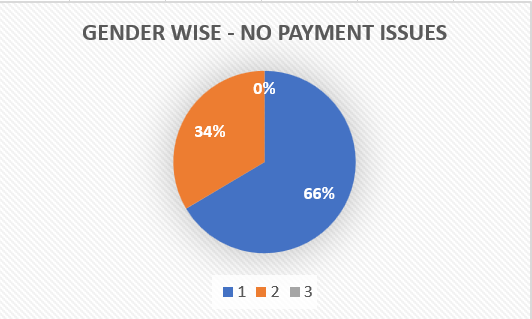 GENDER WISE - NO PAYMENT ISSUES
0%
34%
66%
1 2 3